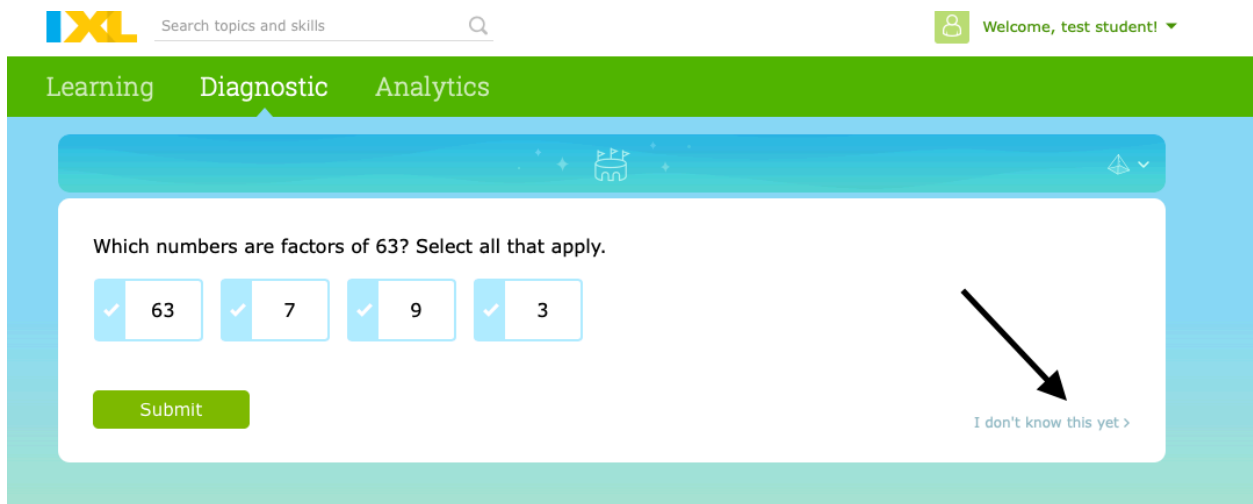 IXL Search topics and skills Welcome, test student!
Learning Diagnostic Analytics
Which numbers are factors of 63? Select all that apply.
63 7 9 3
Submit
I don't know this yet >